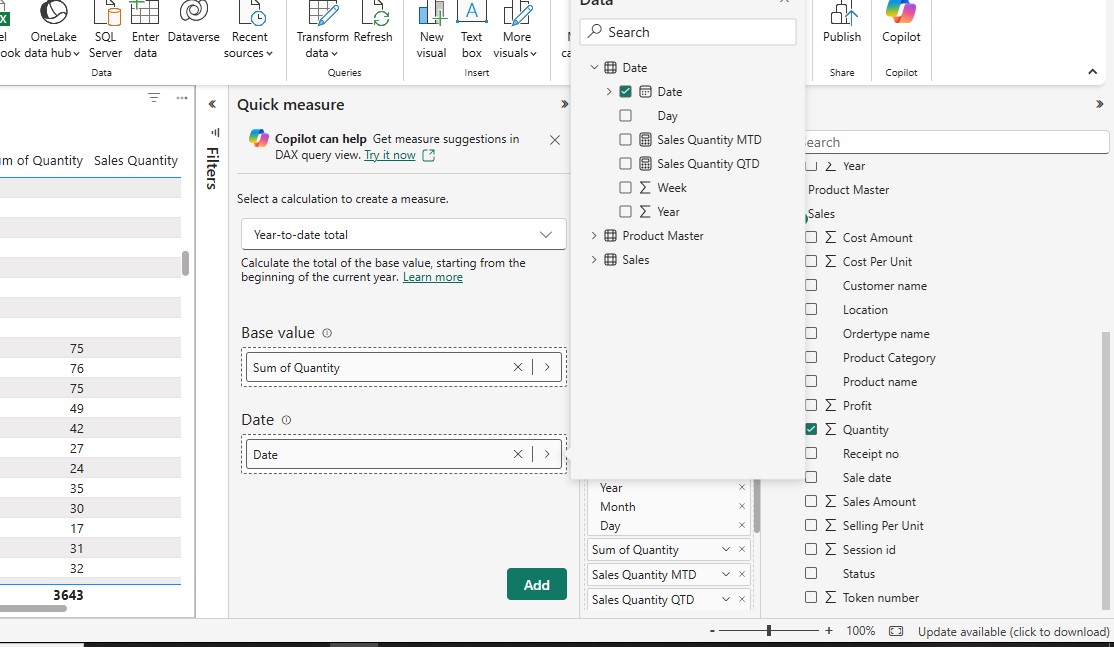 OneLake
data hub
SQL
Server
Enter
data
Dataverse
Recent
sources
Transform
data
Refresh
New
visual
Text
box
More
visuals
Publish
Copilot
Data
Queries
Insert
Share
Copilot
Data
Search
Date
Date
Day
Sales Quantity MTD
Sales Quantity QTD
Week
Year
Product Master
Sales
of Quantity Sales Quantity
75
76
75
49
42
27
24
35
30
17
31
32
3643
Filters
Quick measure
Copilot can help Get measure suggestions in
DAX query view. Try it now
Select a calculation to create a measure.
Year-to-date total
Calculate the total of the base value, starting from the
beginning of the current year. Learn more
Base value
Sum of Quantity
Date
Date
Add
Year
Month
Day
Sum of Quantity
Sales Quantity MTD
Sales Quantity QTD
earch
Year
Product Master
Sales
Cost Amount
Cost Per Unit
Customer name
Location
Ordertype name
Product Category
Product name
Profit
Quantity
Receipt no
Sale date
Sales Amount
Selling Per Unit
Session id
Status
Token number
- + 100% Update available (click to download)